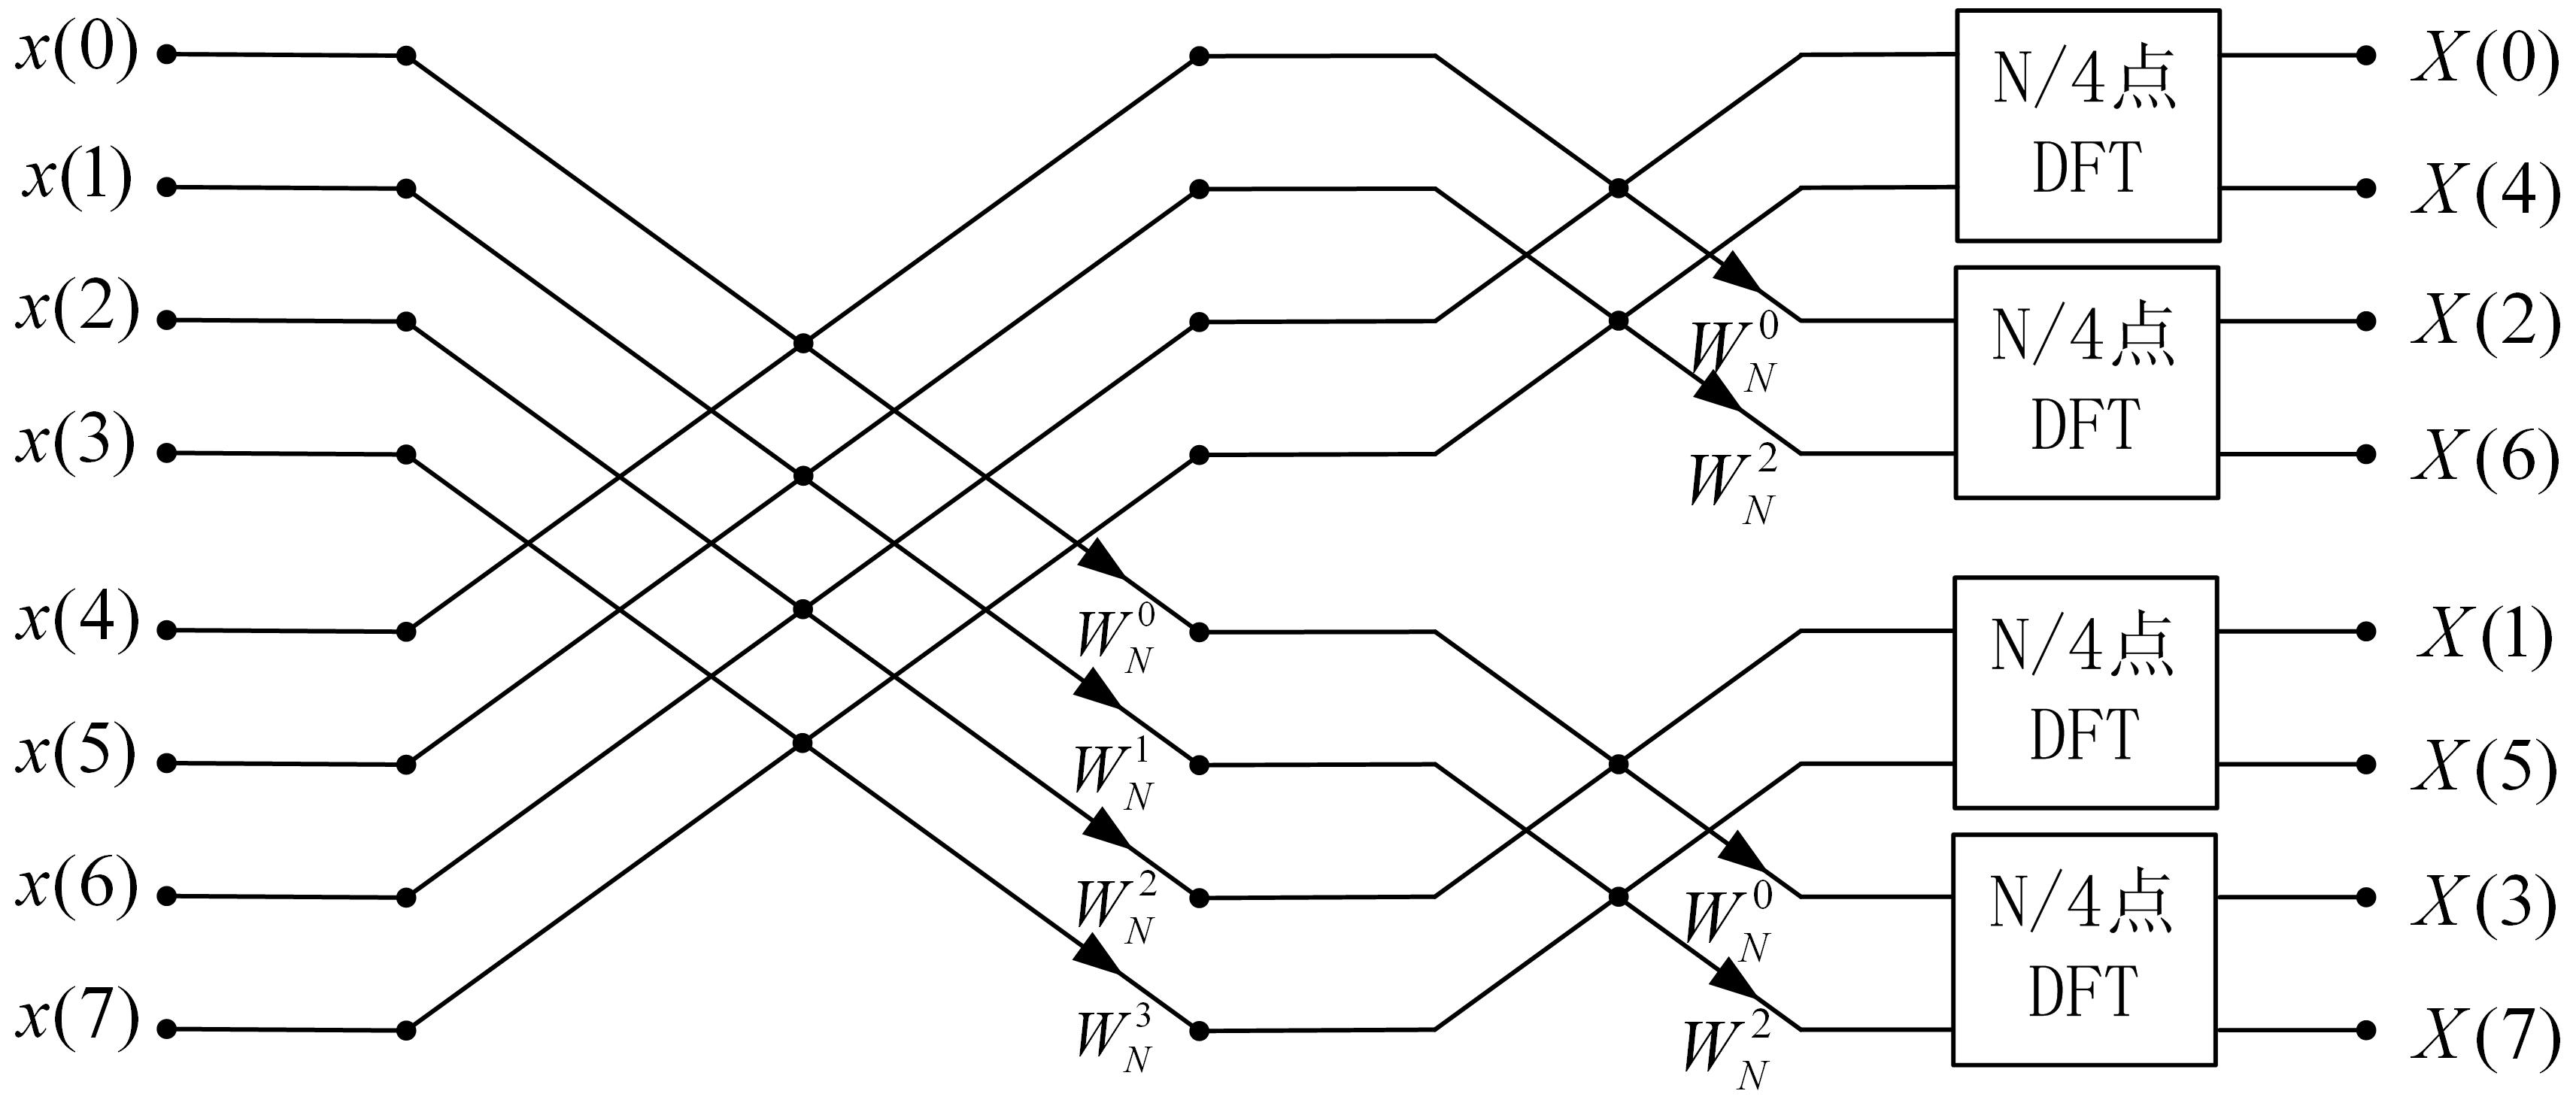 x(0)
x(1)
x(2)
x(3)
x(4)
x(5)
x(6)
x(7)
W_N^0
W_N^1
W_N^2
W_N^3
W_N^0
W_N^2
W_N^0
W_N^2
N/4点
DFT
N/4点
DFT
N/4点
DFT
N/4点
DFT
X(0)
X(4)
X(2)
X(6)
X(1)
X(5)
X(3)
X(7)